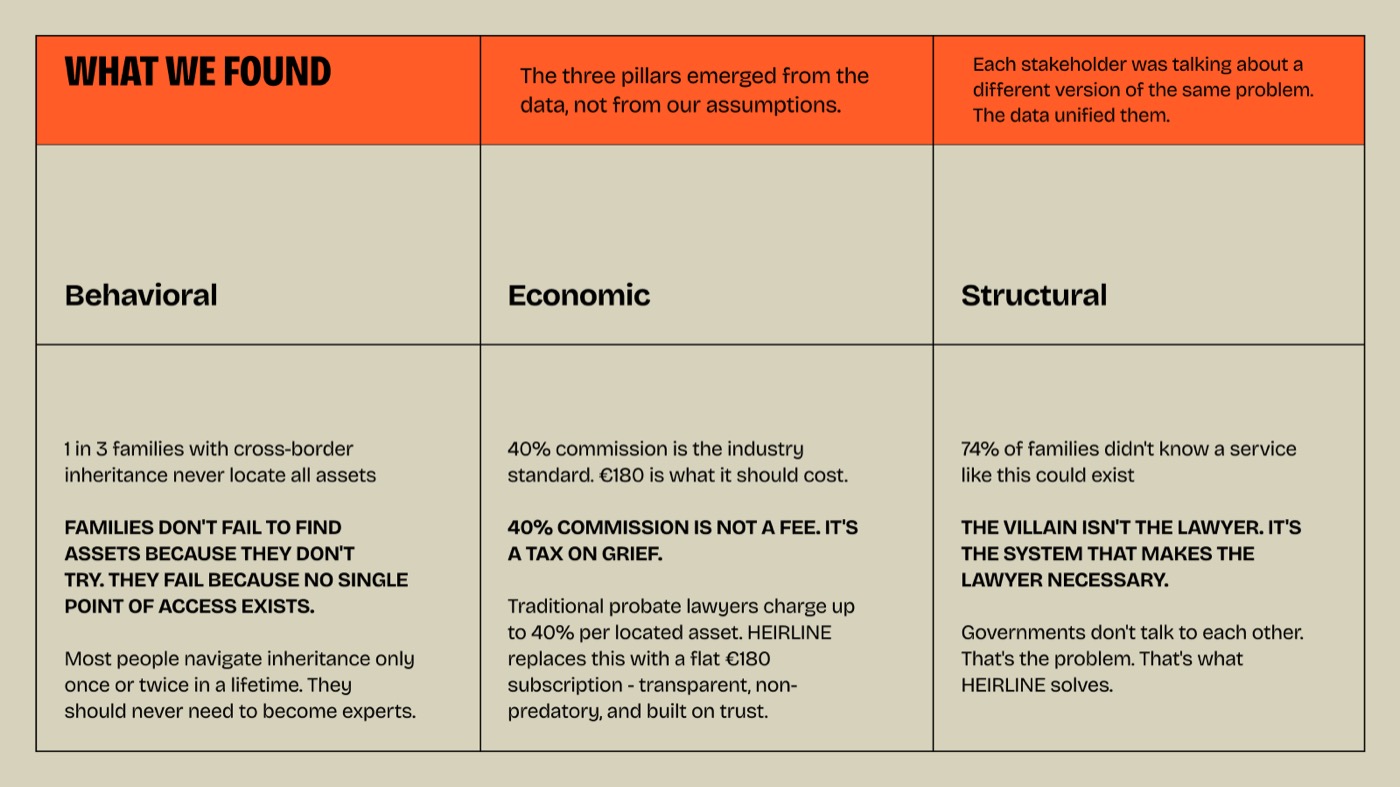 WHAT WE FOUND
The three pillars emerged from the
data, not from our assumptions.
Each stakeholder was talking about a
different version of the same problem.
The data unified them.
Behavioral
Economic
Structural
1 in 3 families with cross-border
inheritance never locate all assets
FAMILIES DON'T FAIL TO FIND
ASSETS BECAUSE THEY DON'T
TRY. THEY FAIL BECAUSE NO SINGLE
POINT OF ACCESS EXISTS.
Most people navigate inheritance only
once or twice in a lifetime. They
should never need to become experts.
40% commission is the industry
standard. €180 is what it should cost.
40% COMMISSION IS NOT A FEE. IT'S
A TAX ON GRIEF.
Traditional probate lawyers charge up
to 40% per located asset. HEIRLINE
replaces this with a flat €180
subscription - transparent, non-
predatory, and built on trust.
74% of families didn't know a service
like this could exist
THE VILLAIN ISN'T THE LAWYER. IT'S
THE SYSTEM THAT MAKES THE
LAWYER NECESSARY.
Governments don't talk to each other.
That's the problem. That's what
HEIRLINE solves.